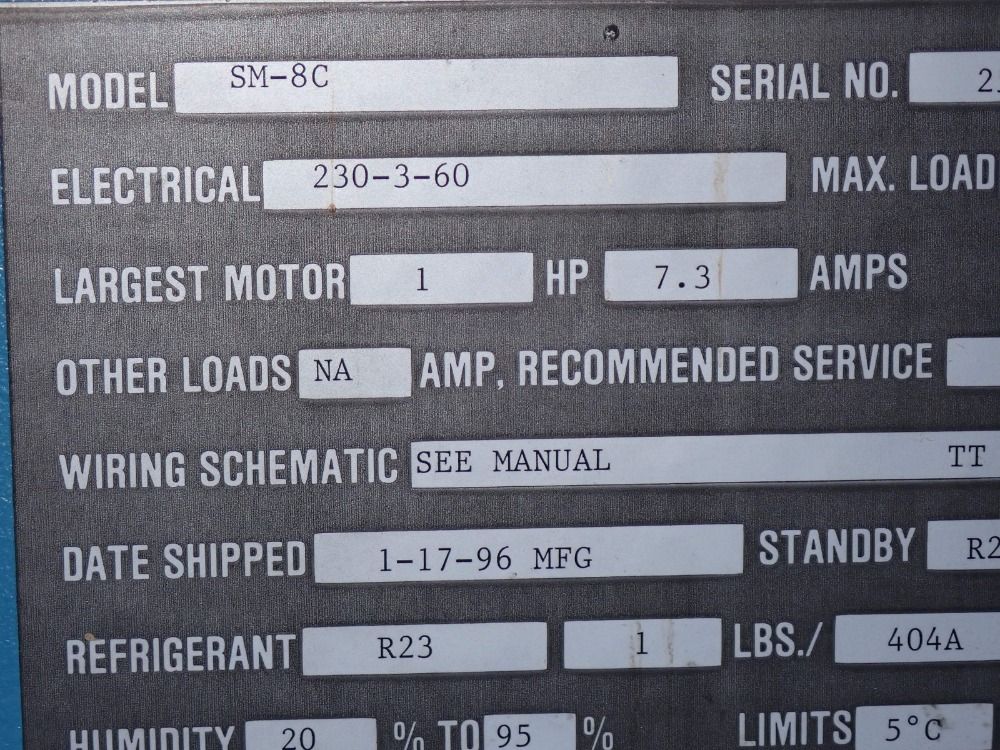 MODEL SM-8C SERIAL NO. 2
ELECTRICAL 230-3-60 MAX. LOAD
LARGEST MOTOR 1 HP 7.3 AMPS
OTHER LOADS NA AMP, RECOMMENDED SERVICE
WIRING SCHEMATIC SEE MANUAL TT
DATE SHIPPED 1-17-96 MFG STANDBY R2
REFRIGERANT R23 1 LBS./ 404A
HUMIDITY 20 % TO 95 % LIMITS 5°C